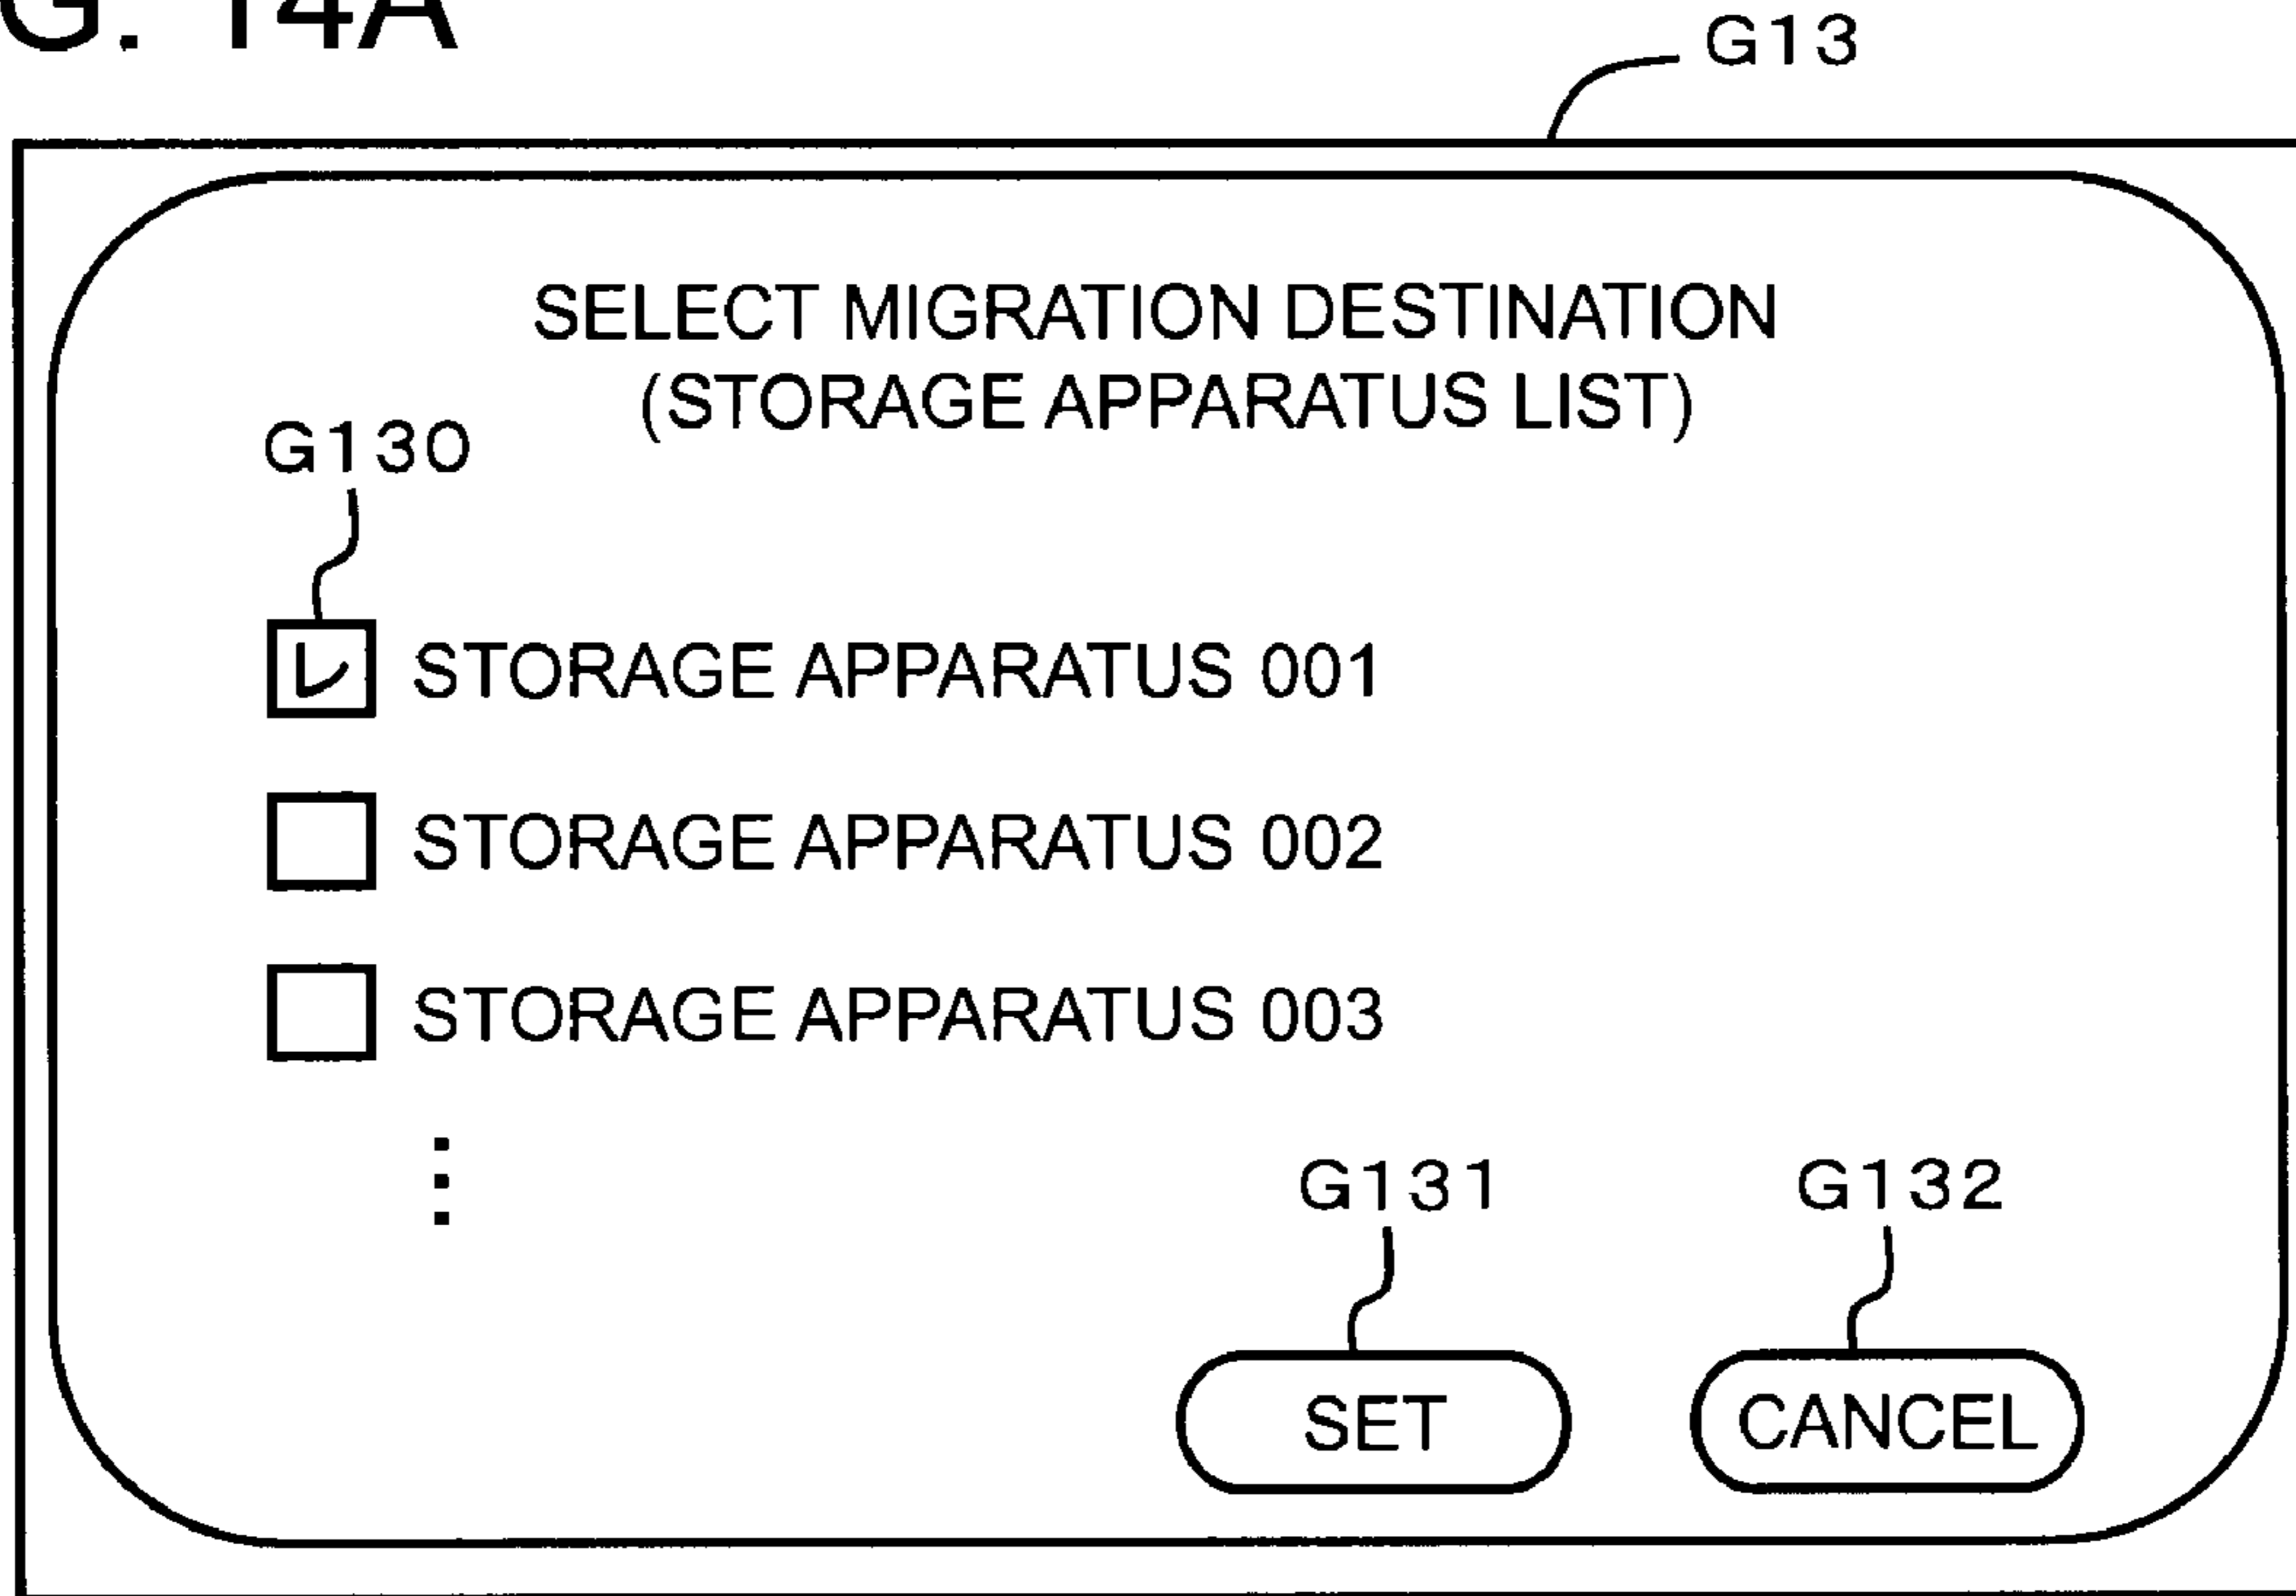 G. 14A
G13
SELECT MIGRATION DESTINATION
(STORAGE APPARATUS LIST)
G130
STORAGE APPARATUS 001
STORAGE APPARATUS 002
STORAGE APPARATUS 003
G131 G132
SET CANCEL